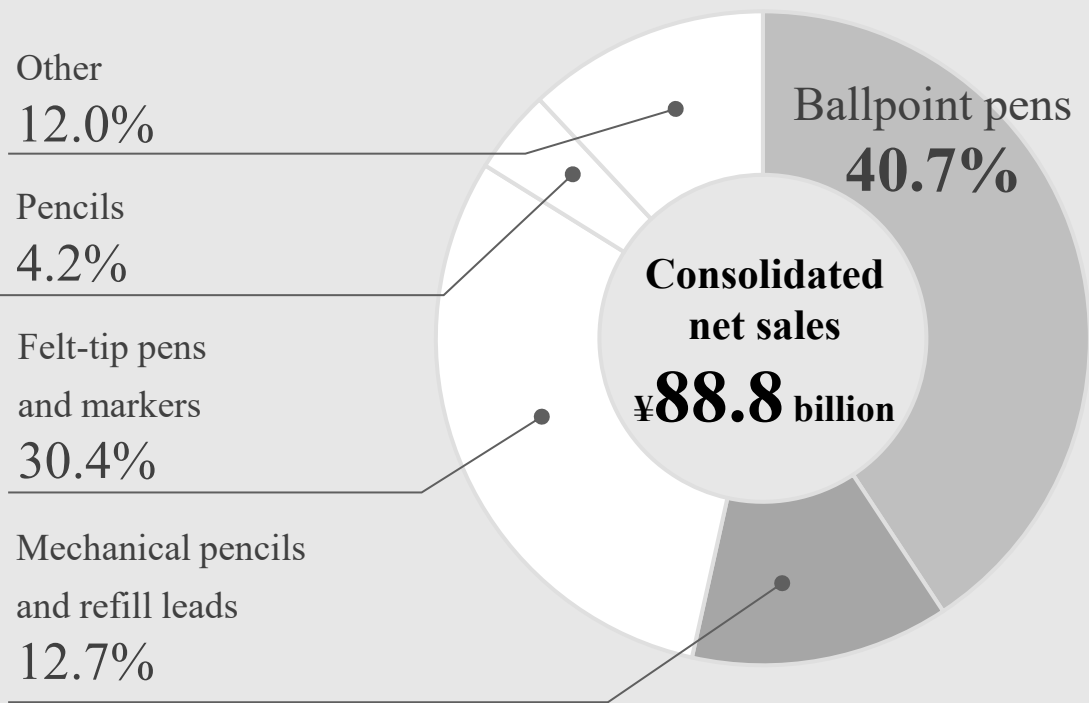 Other
12.0%
Pencils
4.2%
Felt-tip pens
and markers
30.4%
Mechanical pencils
and refill leads
12.7%
Ballpoint pens
40.7%
Consolidated
net sales
¥88.8 billion